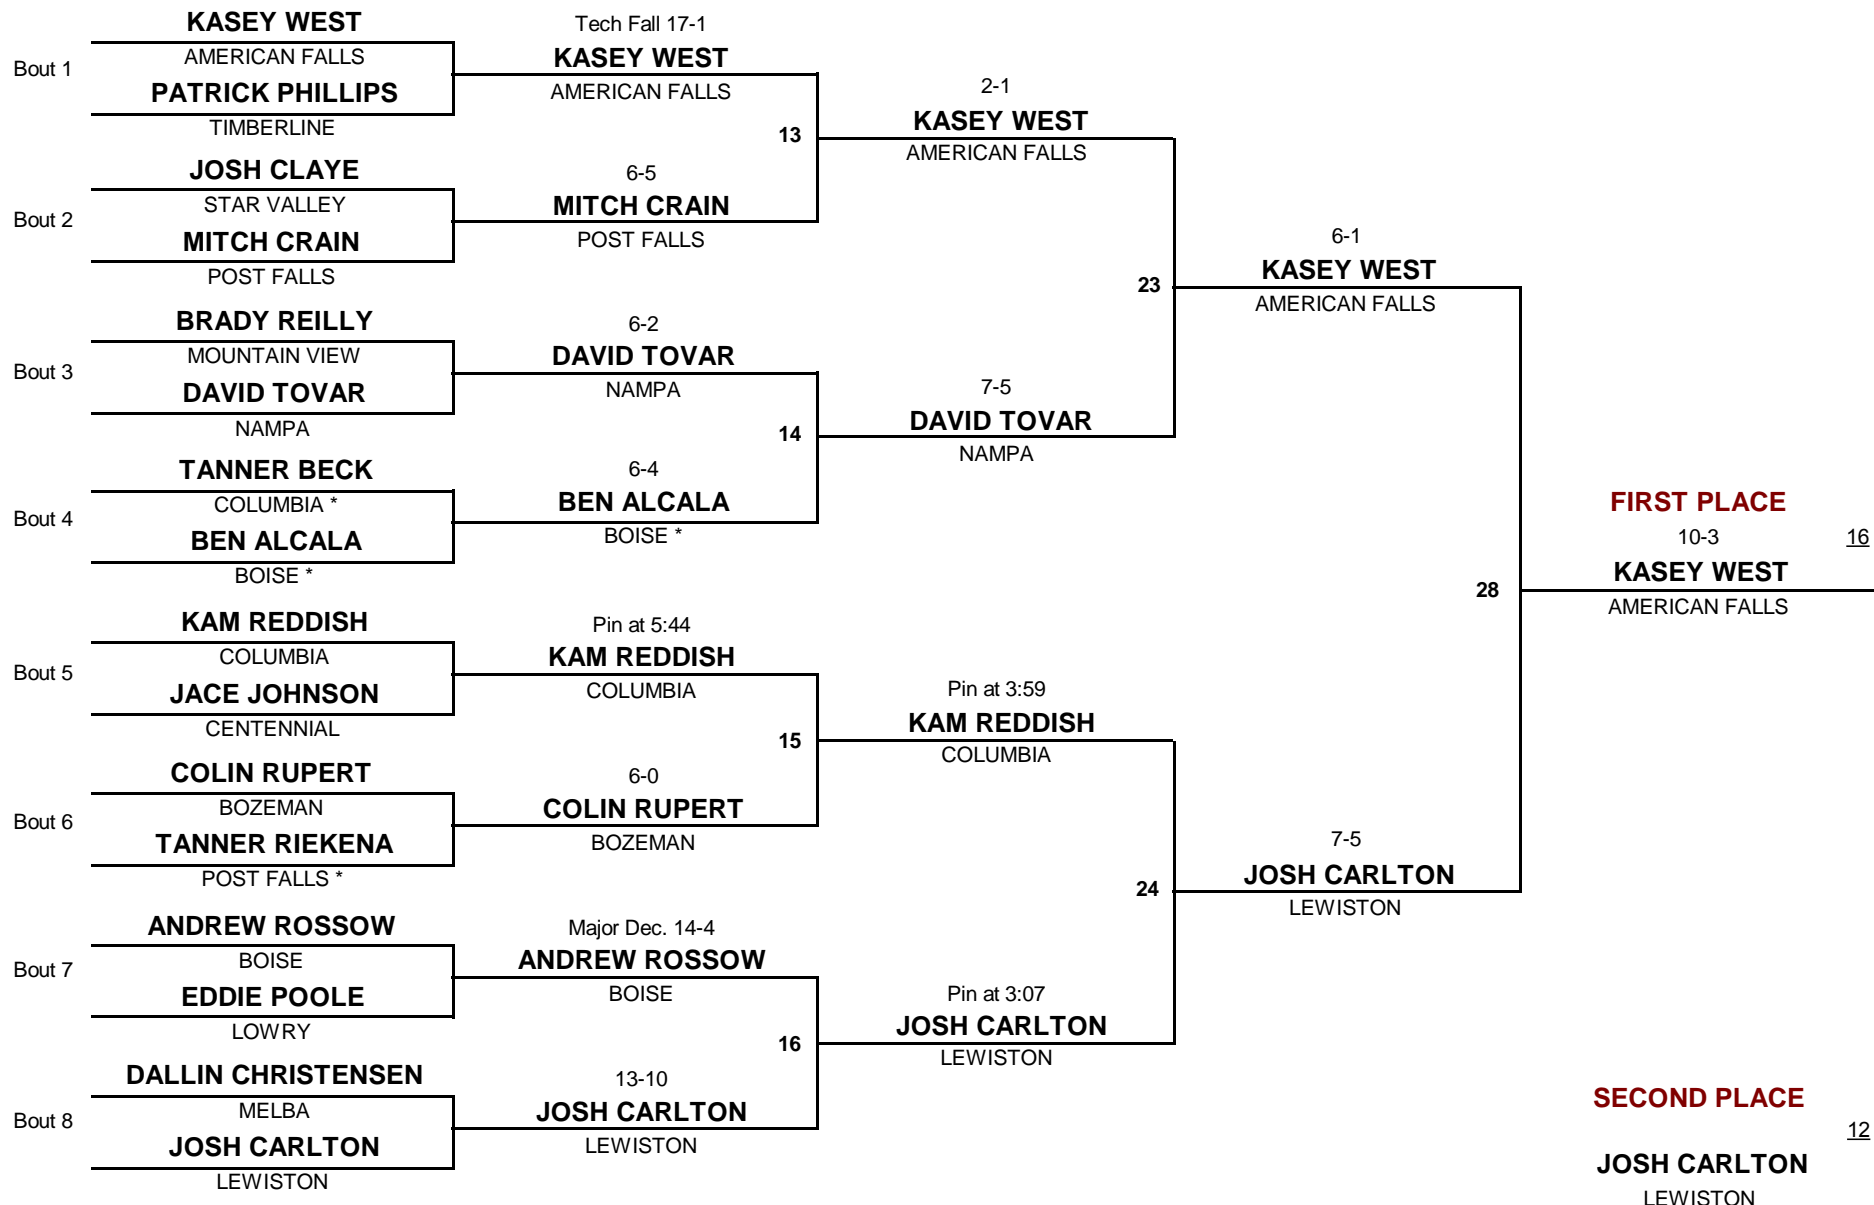 KASEY WEST
AMERICAN FALLS
Bout 1
PATRICK PHILLIPS
TIMBERLINE
JOSH CLAYE
STAR VALLEY
Bout 2
MITCH CRAIN
POST FALLS
BRADY REILLY
MOUNTAIN VIEW
Bout 3
DAVID TOVAR
NAMPA
TANNER BECK
COLUMBIA *
Bout 4
BEN ALCALA
BOISE *
KAM REDDISH
COLUMBIA
Bout 5
JACE JOHNSON
CENTENNIAL
COLIN RUPERT
BOZEMAN
Bout 6
TANNER RIEKENA
POST FALLS *
ANDREW ROSSOW
BOISE
Bout 7
EDDIE POOLE
LOWRY
DALLIN CHRISTENSEN
MELBA
Bout 8
JOSH CARLTON
LEWISTON
Tech Fall 17-1
KASEY WEST
AMERICAN FALLS
13
6-5
MITCH CRAIN
POST FALLS
6-2
DAVID TOVAR
NAMPA
14
6-4
BEN ALCALA
BOISE *
Pin at 5:44
KAM REDDISH
COLUMBIA
15
6-0
COLIN RUPERT
BOZEMAN
Major Dec. 14-4
ANDREW ROSSOW
BOISE
16
13-10
JOSH CARLTON
LEWISTON
2-1
KASEY WEST
AMERICAN FALLS
23
7-5
DAVID TOVAR
NAMPA
Pin at 3:59
KAM REDDISH
COLUMBIA
24
Pin at 3:07
JOSH CARLTON
LEWISTON
6-1
KASEY WEST
AMERICAN FALLS
28
7-5
JOSH CARLTON
LEWISTON
FIRST PLACE
10-3 16
KASEY WEST
AMERICAN FALLS
SECOND PLACE
12
JOSH CARLTON
LEWISTON